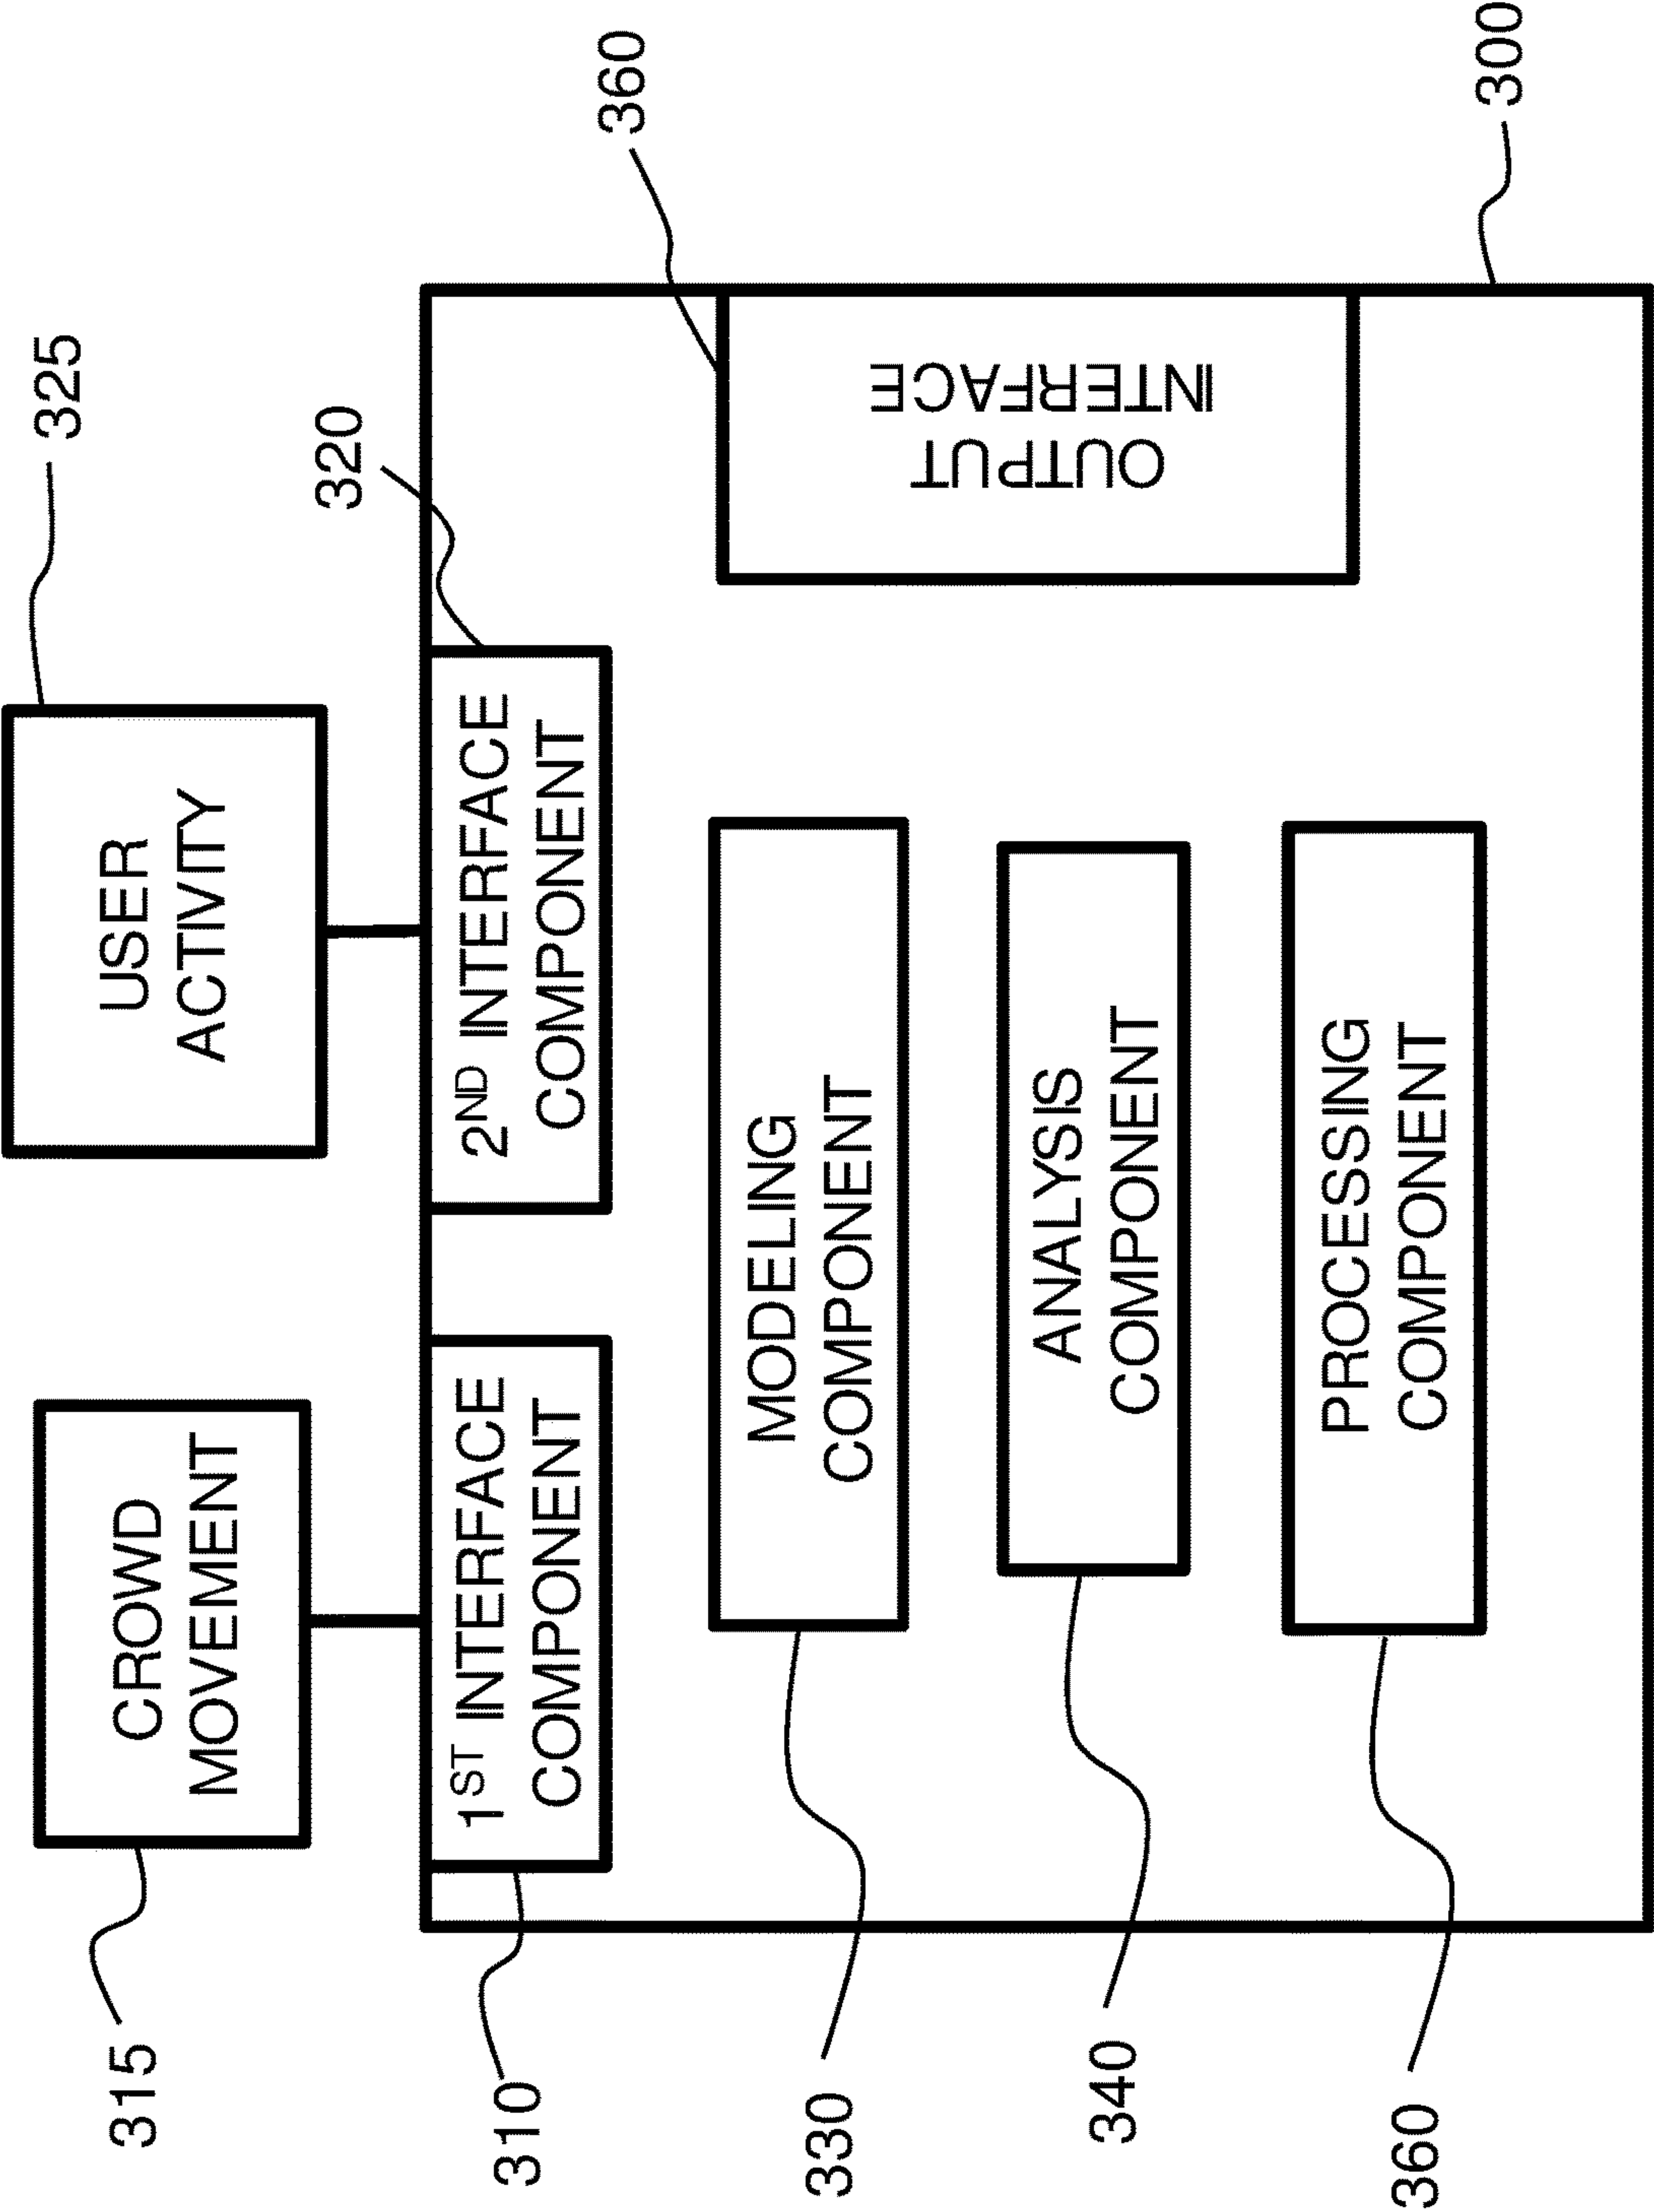 315
CROWD
MOVEMENT
USER
ACTIVITY
325
310
1ST INTERFACE
COMPONENT
2ND INTERFACE
COMPONENT
320
330
MODELING
COMPONENT
360
OUTPUT
INTERFACE
340
ANALYSIS
COMPONENT
360
PROCESSING
COMPONENT
300